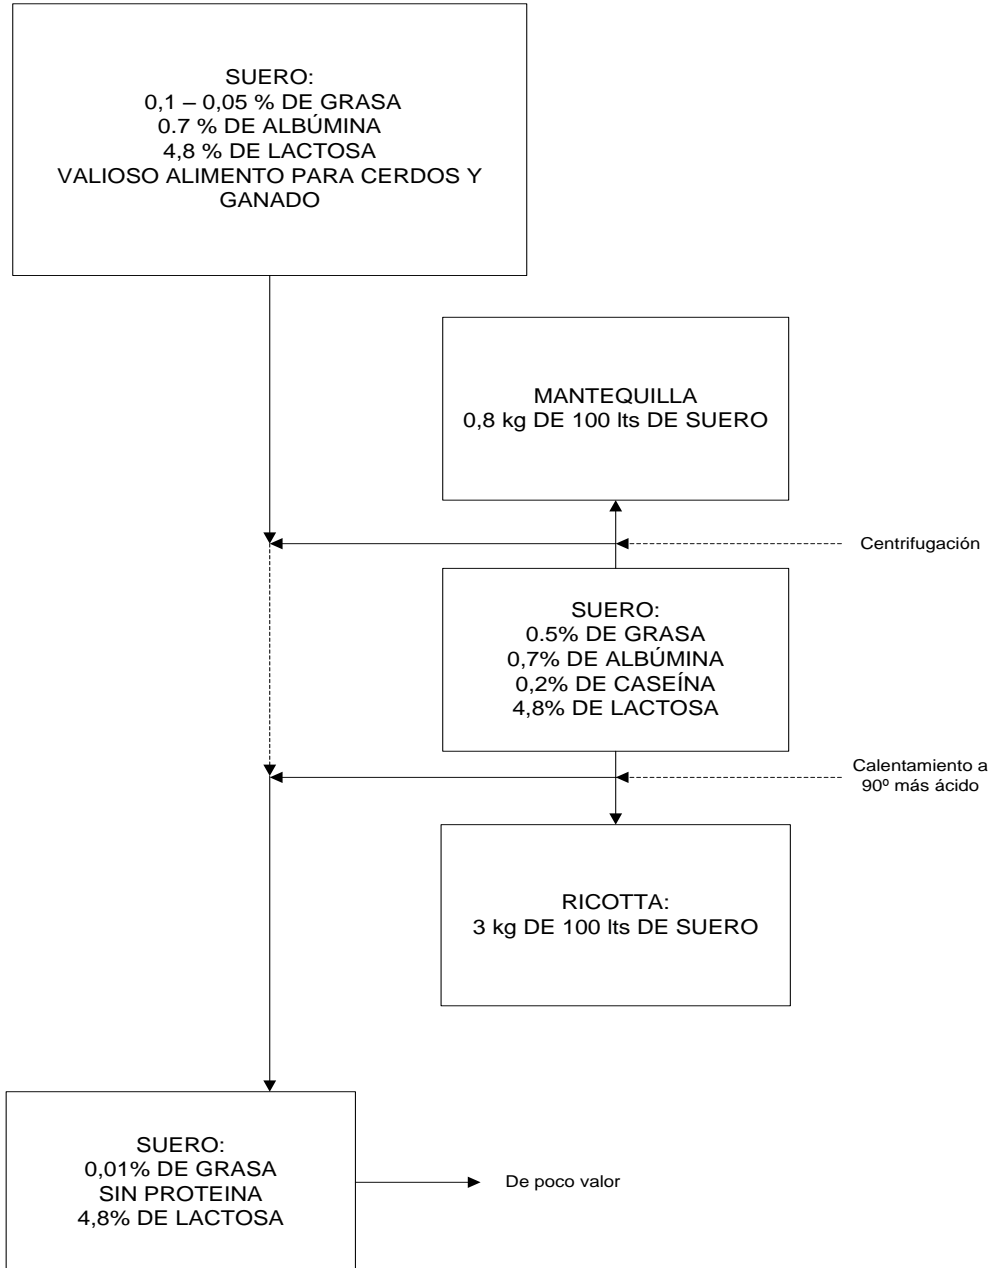 SUERO:
0,1 – 0,05 % DE GRASA
0.7 % DE ALBÚMINA
4,8 % DE LACTOSA
VALIOSO ALIMENTO PARA CERDOS Y
GANADO
MANTEQUILLA
0,8 kg DE 100 lts DE SUERO
Centrifugación
SUERO:
0.5% DE GRASA
0,7% DE ALBÚMINA
0,2% DE CASEÍNA
4,8% DE LACTOSA
Calentamiento a
90º más ácido
RICOTTA:
3 kg DE 100 lts DE SUERO
SUERO:
0,01% DE GRASA
SIN PROTEINA
4,8% DE LACTOSA
De poco valor